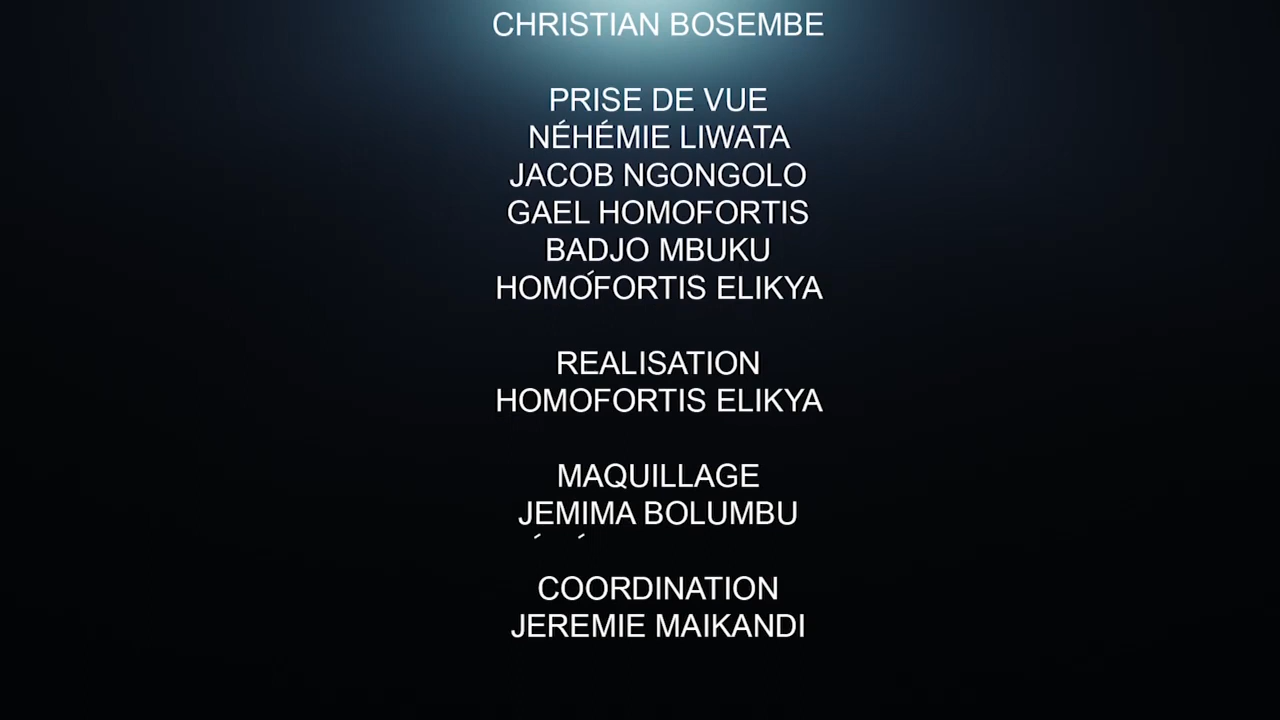 CHRISTIAN BOSEMBE
PRISE DE VUE
NÉHÉMIE LIWATA
JACOB NGONGOLO
GAEL HOMOFORTIS
BADJO MBUKU
HOMOFORTIS ELIKYA
REALISATION
HOMOFORTIS ELIKYA
MAQUILLAGE
JEMIMA BOLUMBU
COORDINATION
JEREMIE MAIKANDI